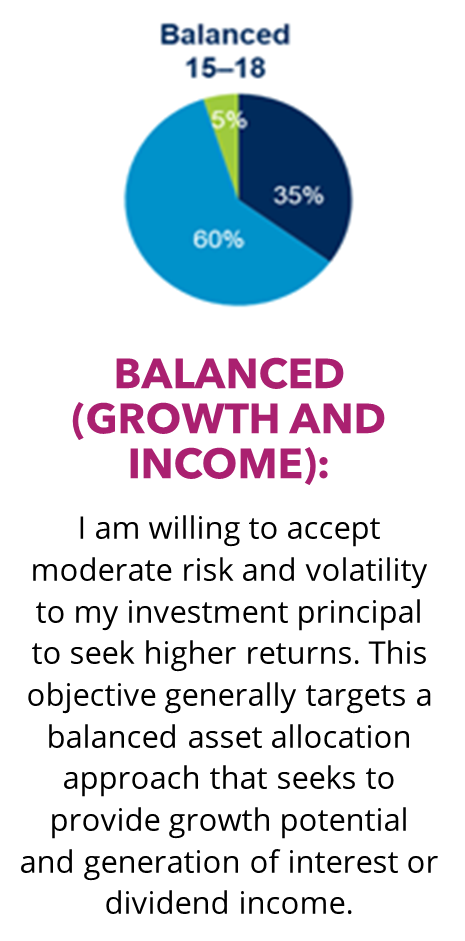 Balanced
15–18
5%
35%
60%
BALANCED
(GROWTH AND
INCOME):
I am willing to accept
moderate risk and volatility
to my investment principal
to seek higher returns. This
objective generally targets a
balanced asset allocation
approach that seeks to
provide growth potential
and generation of interest or
dividend income.